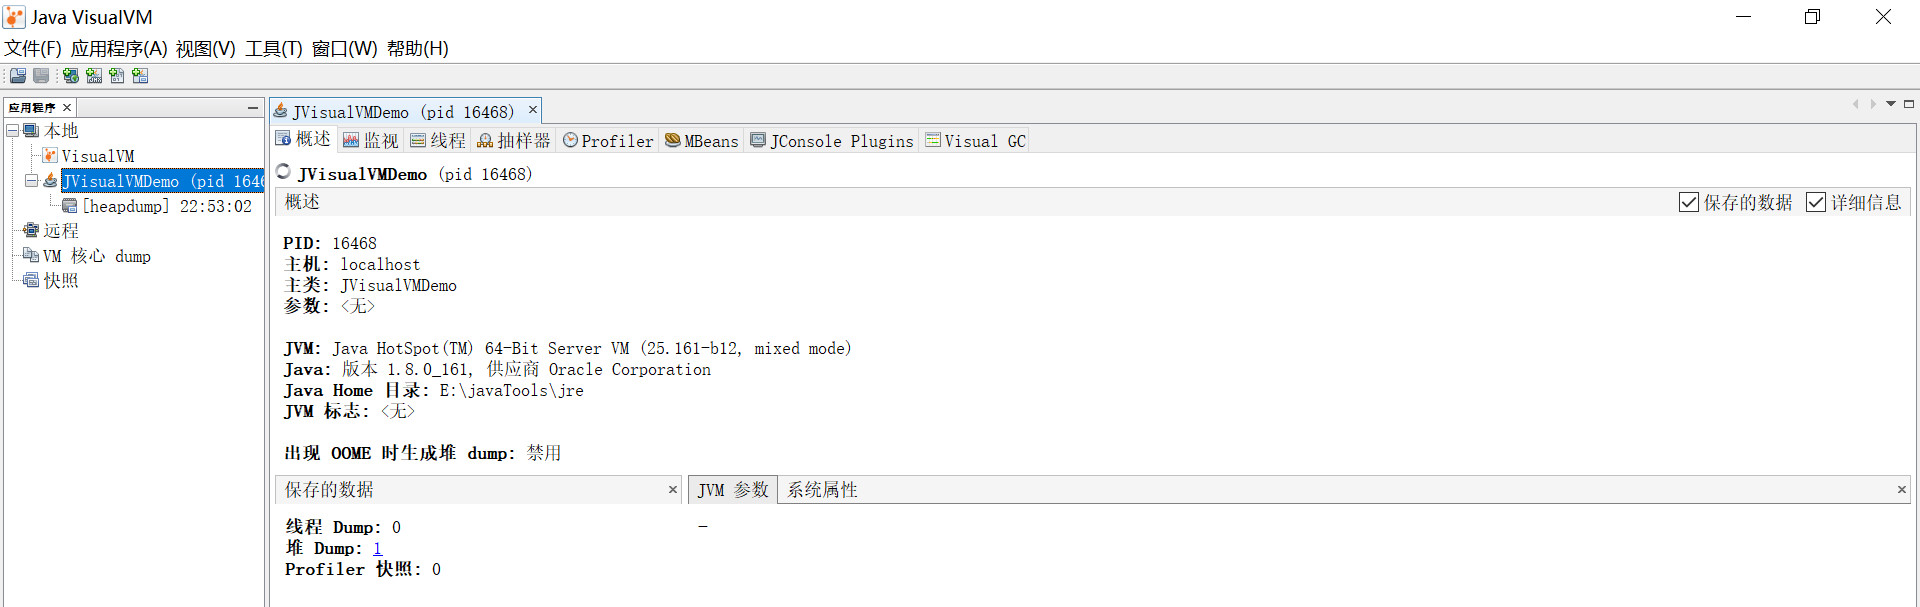 Java VisualVM
文件(F) 应用程序(A) 视图(V) 工具(T) 窗口(W) 帮助(H)
应用程序
本地
VisualVM
JVisualVMDemo (pid 1646
[heapdump] 22:53:02
远程
VM 核心 dump
快照
JVisualVMDemo (pid 16468)
概述 监视 线程 抽样器 Profiler MBeans JConsole Plugins Visual GC
JVisualVMDemo (pid 16468)
概述 保存的数据 详细信息
PID: 16468
主机: localhost
主类: JVisualVMDemo
参数: <无>
JVM: Java HotSpot(TM) 64-Bit Server VM (25.161-b12, mixed mode)
Java: 版本 1.8.0_161, 供应商 Oracle Corporation
Java Home 目录: E:\javaTools\jre
JVM 标志: <无>
出现 OOME 时生成堆 dump: 禁用
保存的数据
线程 Dump: 0
堆 Dump: 1
Profiler 快照: 0
JVM 参数 系统属性
–